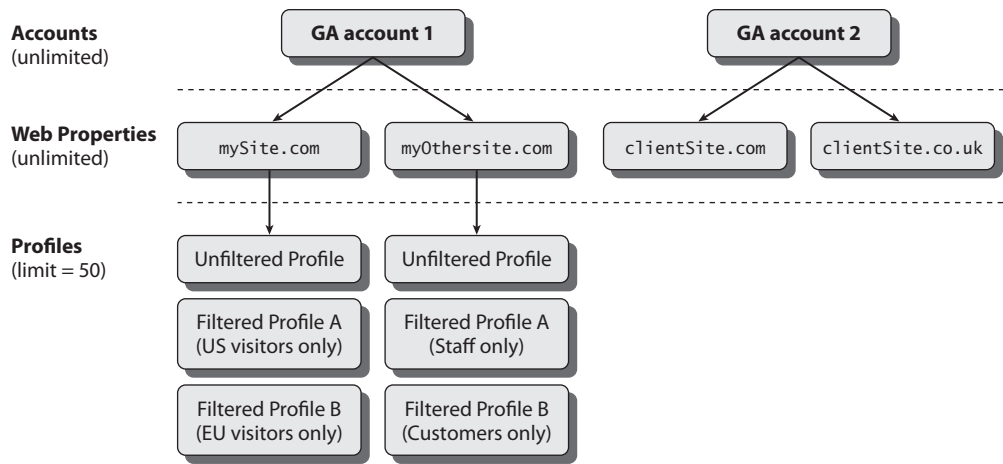 Accounts
(unlimited)
GA account 1
GA account 2
Web Properties
(unlimited)
mySite.com
myOthersite.com
clientSite.com
clientSite.co.uk
Profiles
(limit = 50)
Unfiltered Profile
Unfiltered Profile
Filtered Profile A
(US visitors only)
Filtered Profile A
(Staff only)
Filtered Profile B
(EU visitors only)
Filtered Profile B
(Customers only)